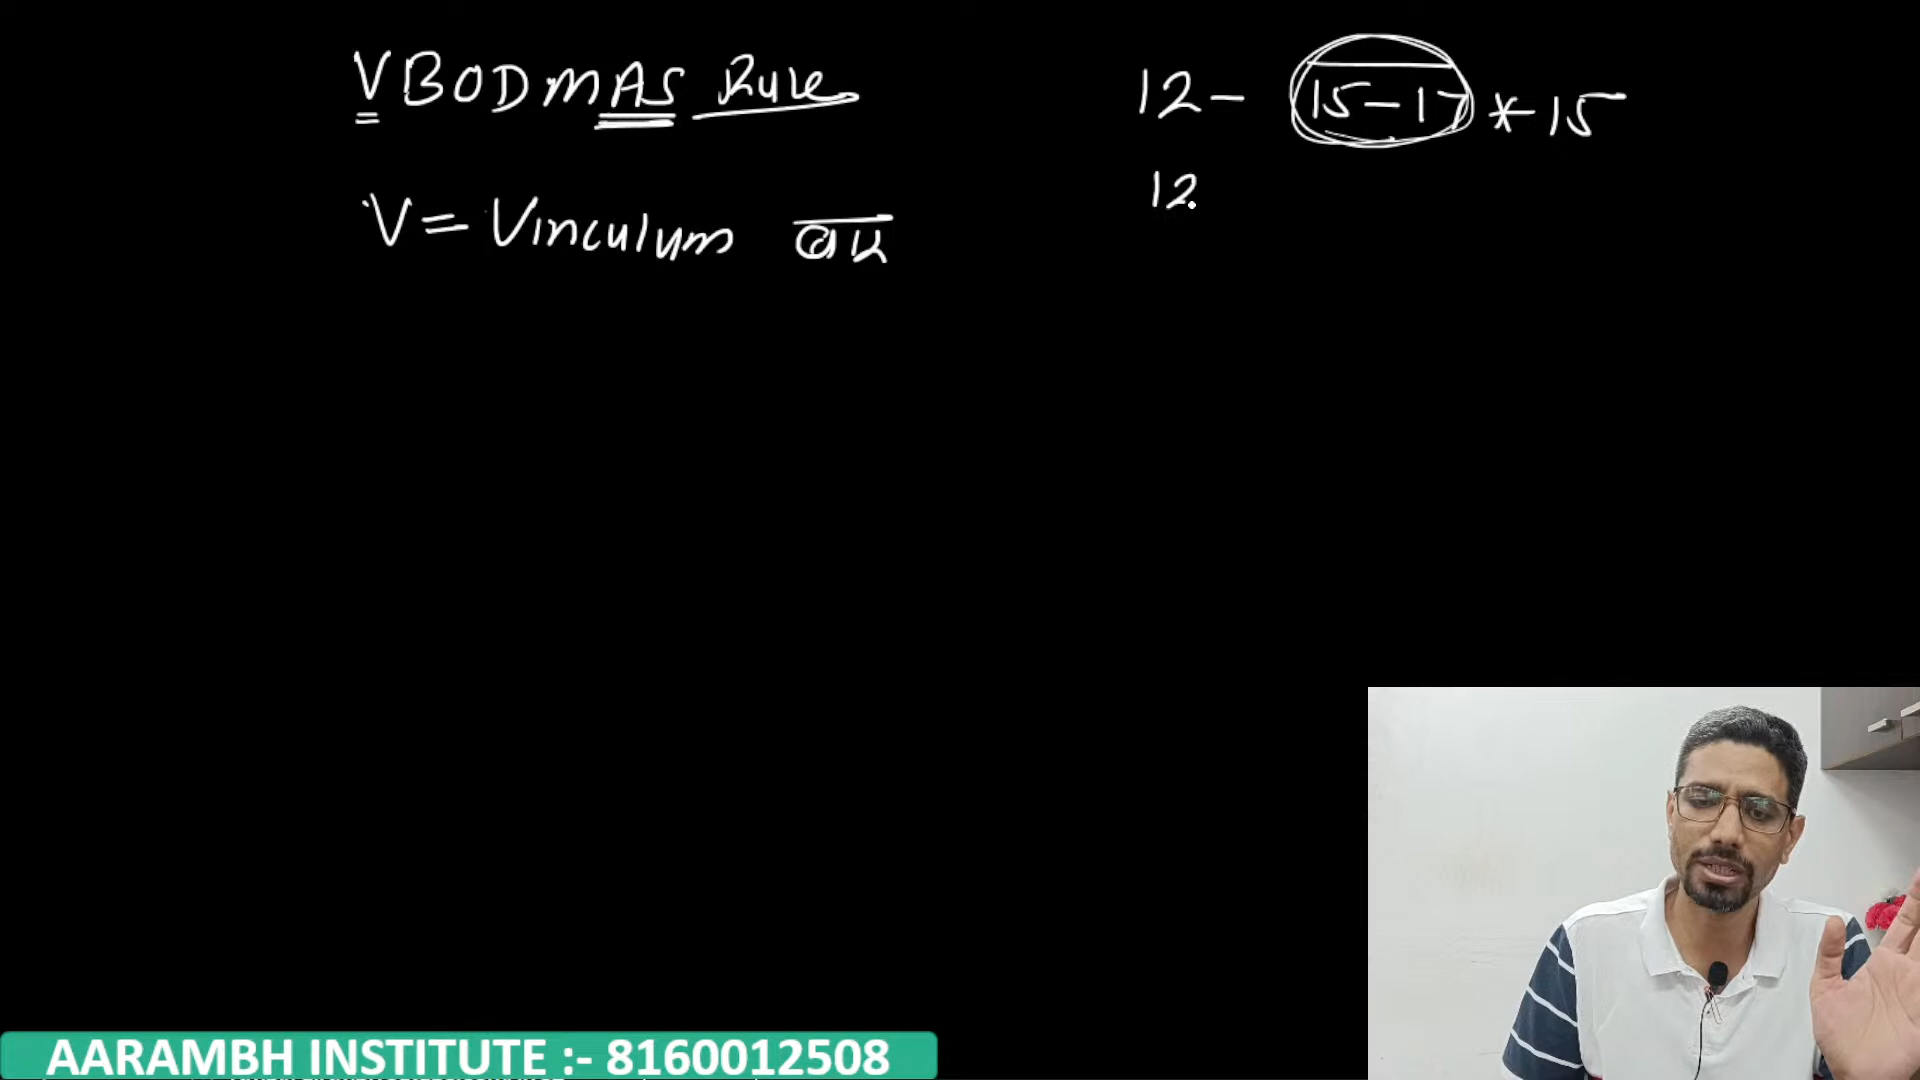 VBODMAS Rule
12 - 15-17 * 15
12
V = Vinculum
AARAMBH INSTITUTE :- 8160012508